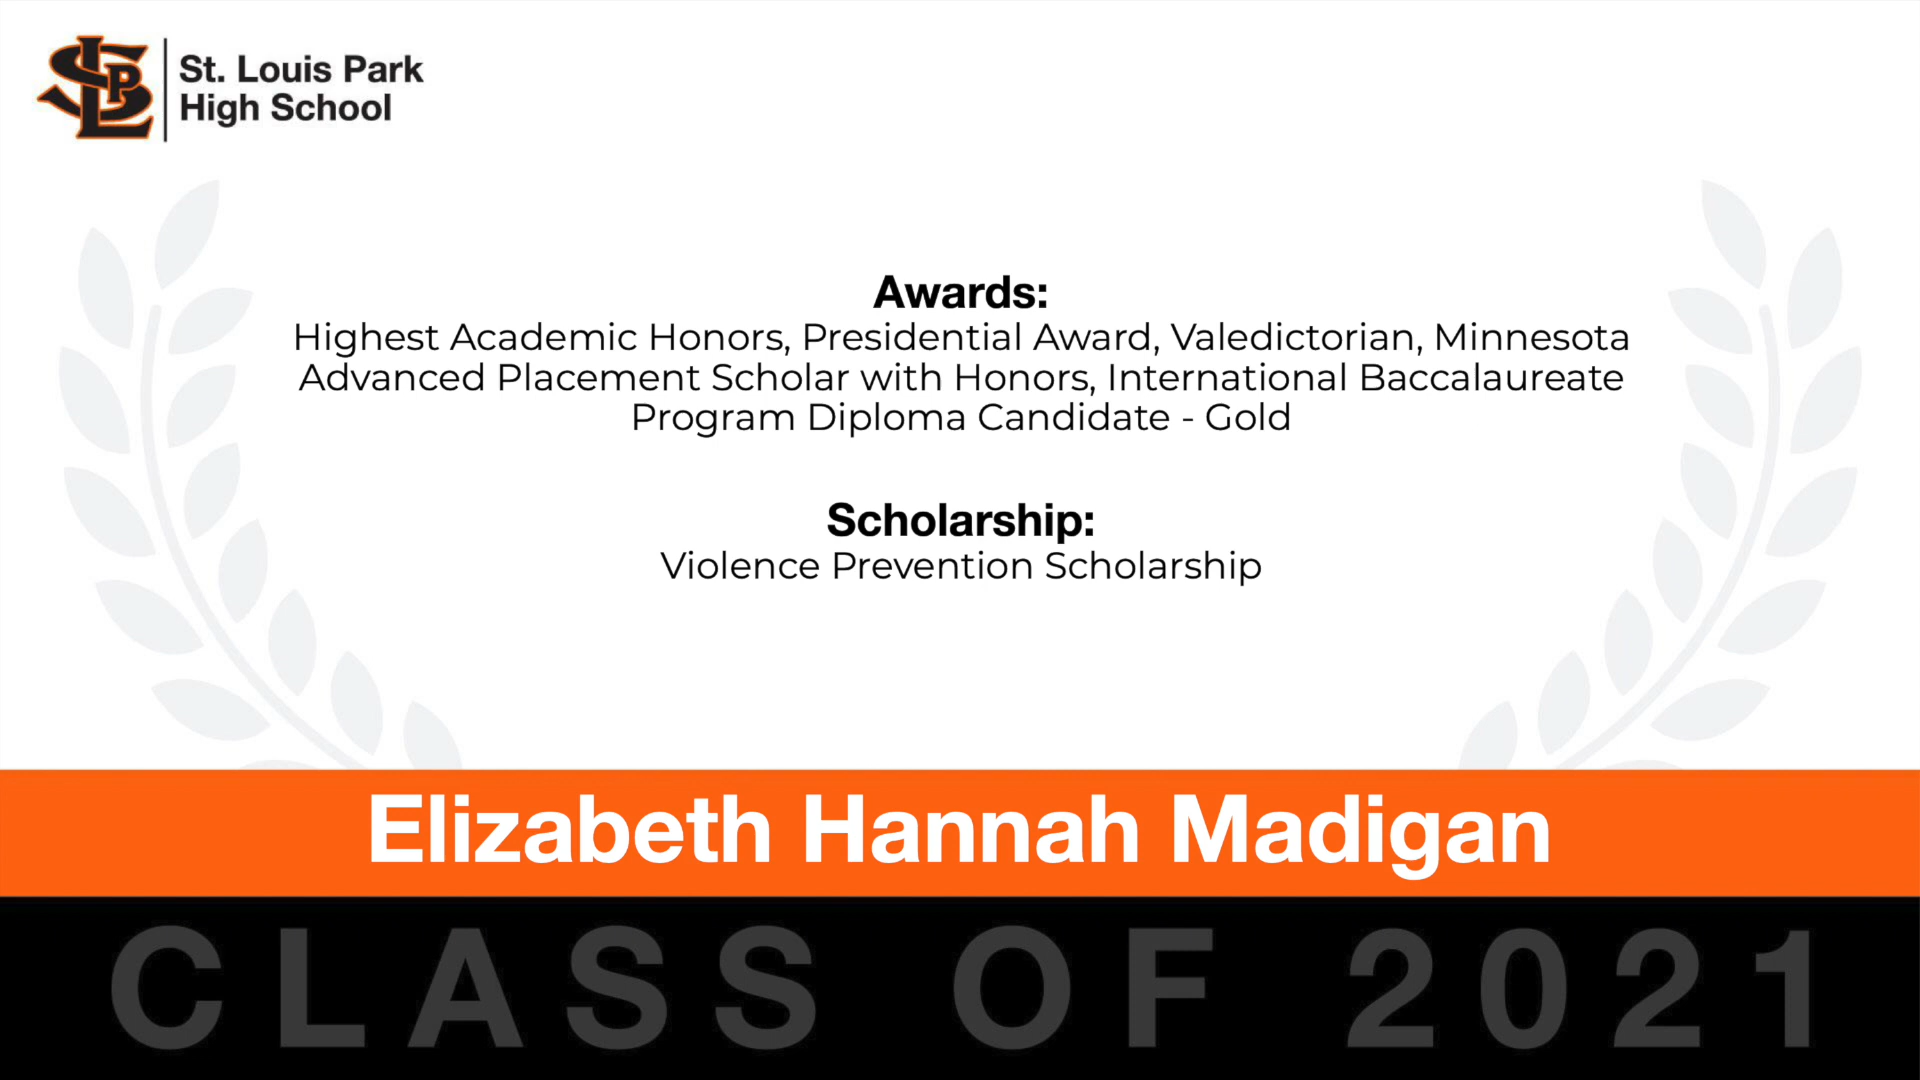 SLP
St. Louis Park
High School
Awards:
Highest Academic Honors, Presidential Award, Valedictorian, Minnesota
Advanced Placement Scholar with Honors, International Baccalaureate
Program Diploma Candidate - Gold
Scholarship:
Violence Prevention Scholarship
Elizabeth Hannah Madigan
CLASS OF 2021